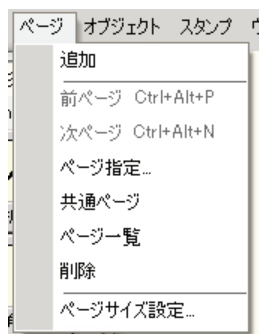 ページ オブジェクト スタンプ
追加
前ページ Ctrl+Alt+P
次ページ Ctrl+Alt+N
ページ指定...
共通ページ
ページ一覧
削除
ページサイズ設定...